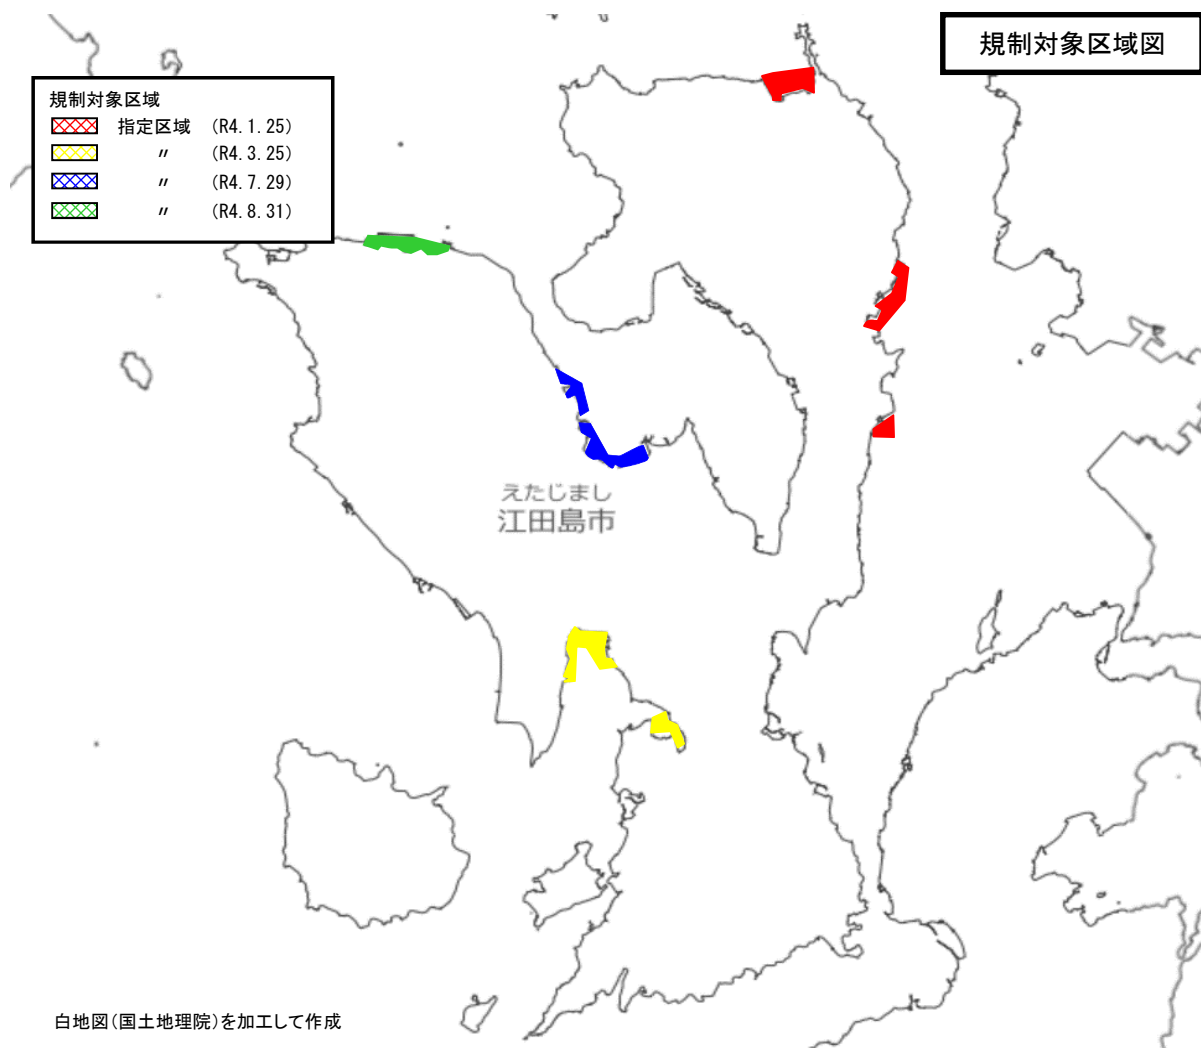 規制対象区域図
規制対象区域
指定区域 (R4.1.25)
〃 (R4.3.25)
〃 (R4.7.29)
〃 (R4.8.31)
えたじまし
江田島市
白地図(国土地理院)を加工して作成